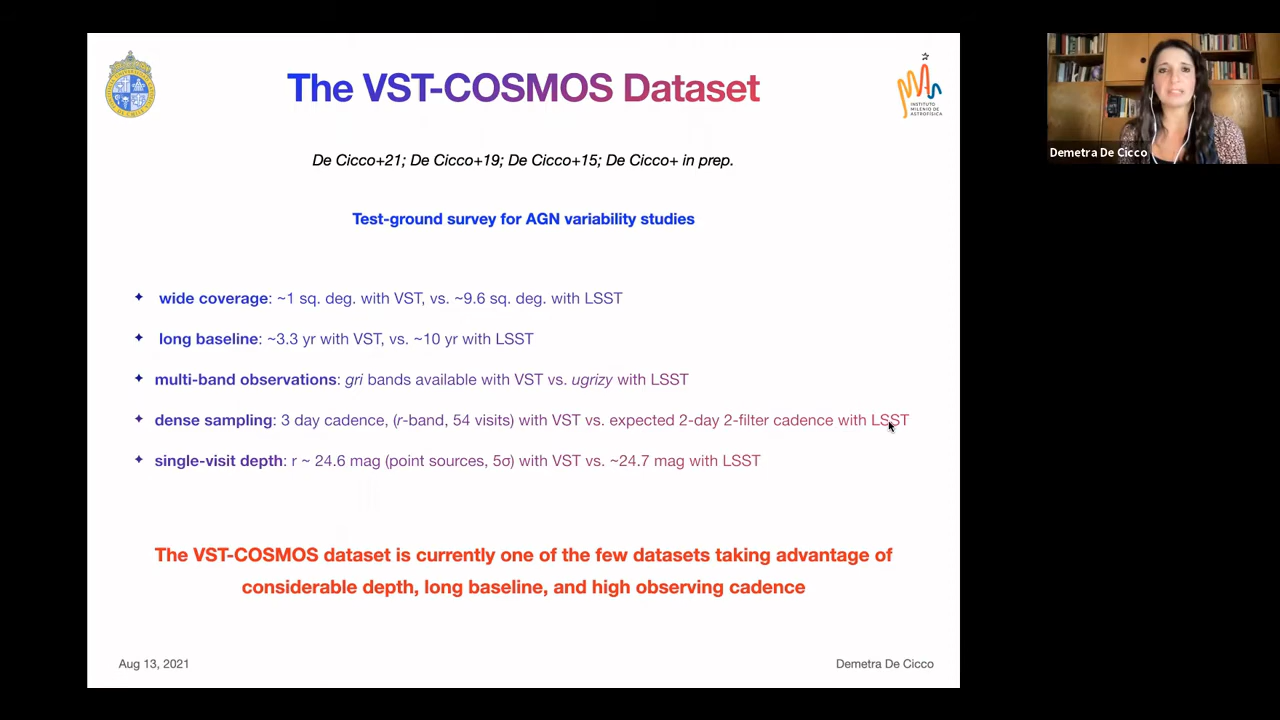 The VST-COSMOS Dataset
INSTITUTO
MILENIO DE
ASTROFÍSICA
De Cicco+21; De Cicco+19; De Cicco+15; De Cicco+ in prep.
Test-ground survey for AGN variability studies
✦ wide coverage: ~1 sq. deg. with VST, vs. ~9.6 sq. deg. with LSST
✦ long baseline: ~3.3 yr with VST, vs. ~10 yr with LSST
✦ multi-band observations: gri bands available with VST vs. ugrizy with LSST
✦ dense sampling: 3 day cadence, (r-band, 54 visits) with VST vs. expected 2-day 2-filter cadence with LSST
✦ single-visit depth: r ~ 24.6 mag (point sources, 5σ) with VST vs. ~24.7 mag with LSST
The VST-COSMOS dataset is currently one of the few datasets taking advantage of
considerable depth, long baseline, and high observing cadence
Aug 13, 2021
Demetra De Cicco
Demetra De Cicco